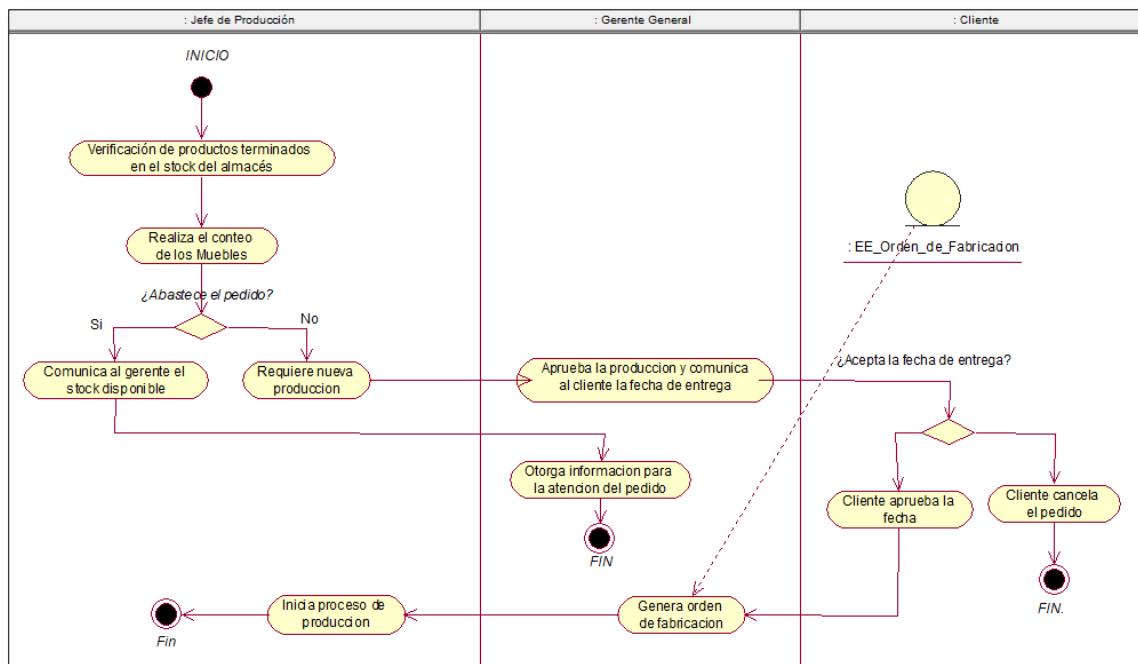 : Jefe de Producción
: Gerente General
: Cliente
INICIO
Verificación de productos terminados
en el stock del almacés
Realiza el conteo
de los Muebles
¿Abastece el pedido?
Si
No
Comunica al gerente el
stock disponible
Requiere nueva
produccion
Aprueba la produccion y comunica
al cliente la fecha de entrega
: EE_Orden_de_Fabricacion
¿Acepta la fecha de entrega?
Otorga informacion para
la atencion del pedido
FIN
Cliente aprueba la
fecha
Cliente cancela
el pedido
FIN.
Genera orden
de fabricacion
Inicia proceso de
produccion
Fin